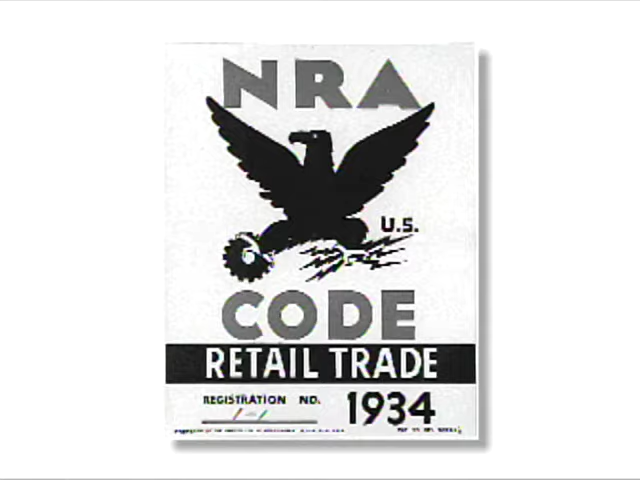 NRA
U.S.
CODE
RETAIL TRADE
REGISTRATION NO.
1934